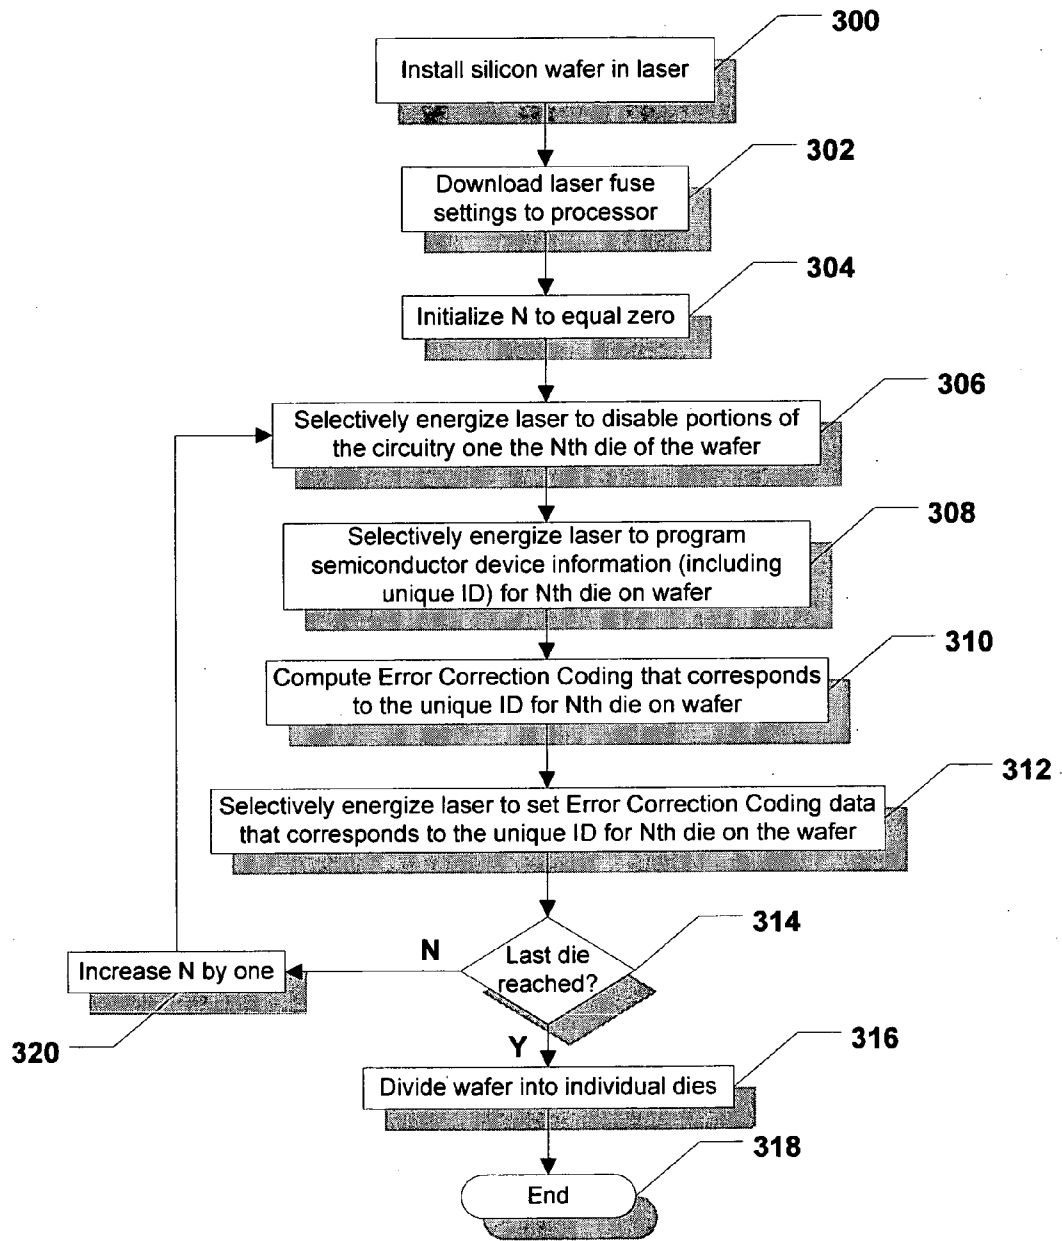 300
Install silicon wafer in laser
302
Download laser fuse
settings to processor
304
Initialize N to equal zero
306
Selectively energize laser to disable portions of
the circuitry one the Nth die of the wafer
308
Selectively energize laser to program
semiconductor device information (including
unique ID) for Nth die on wafer
310
Compute Error Correction Coding that corresponds
to the unique ID for Nth die on wafer
312
Selectively energize laser to set Error Correction Coding data
that corresponds to the unique ID for Nth die on the wafer
314
Last die
reached?
N
Increase N by one
320
Y
316
Divide wafer into individual dies
318
End